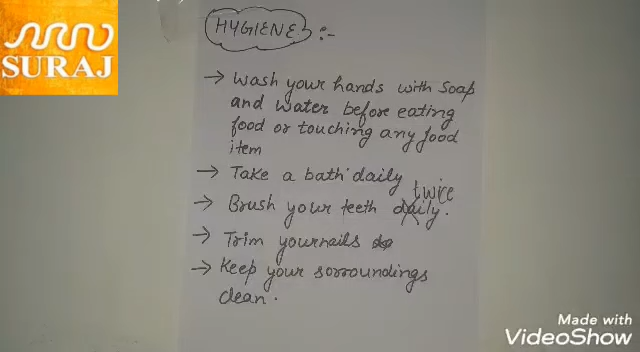 SURAJ
HYGIENE :-
→ Wash your hands with Soap
and water before eating
food or touching any food
item
→ Take a bath daily
twice
→ Brush your teeth daily.
→ Trim your nails
→ Keep your sorroundings
clean.
Made with
VideoShow